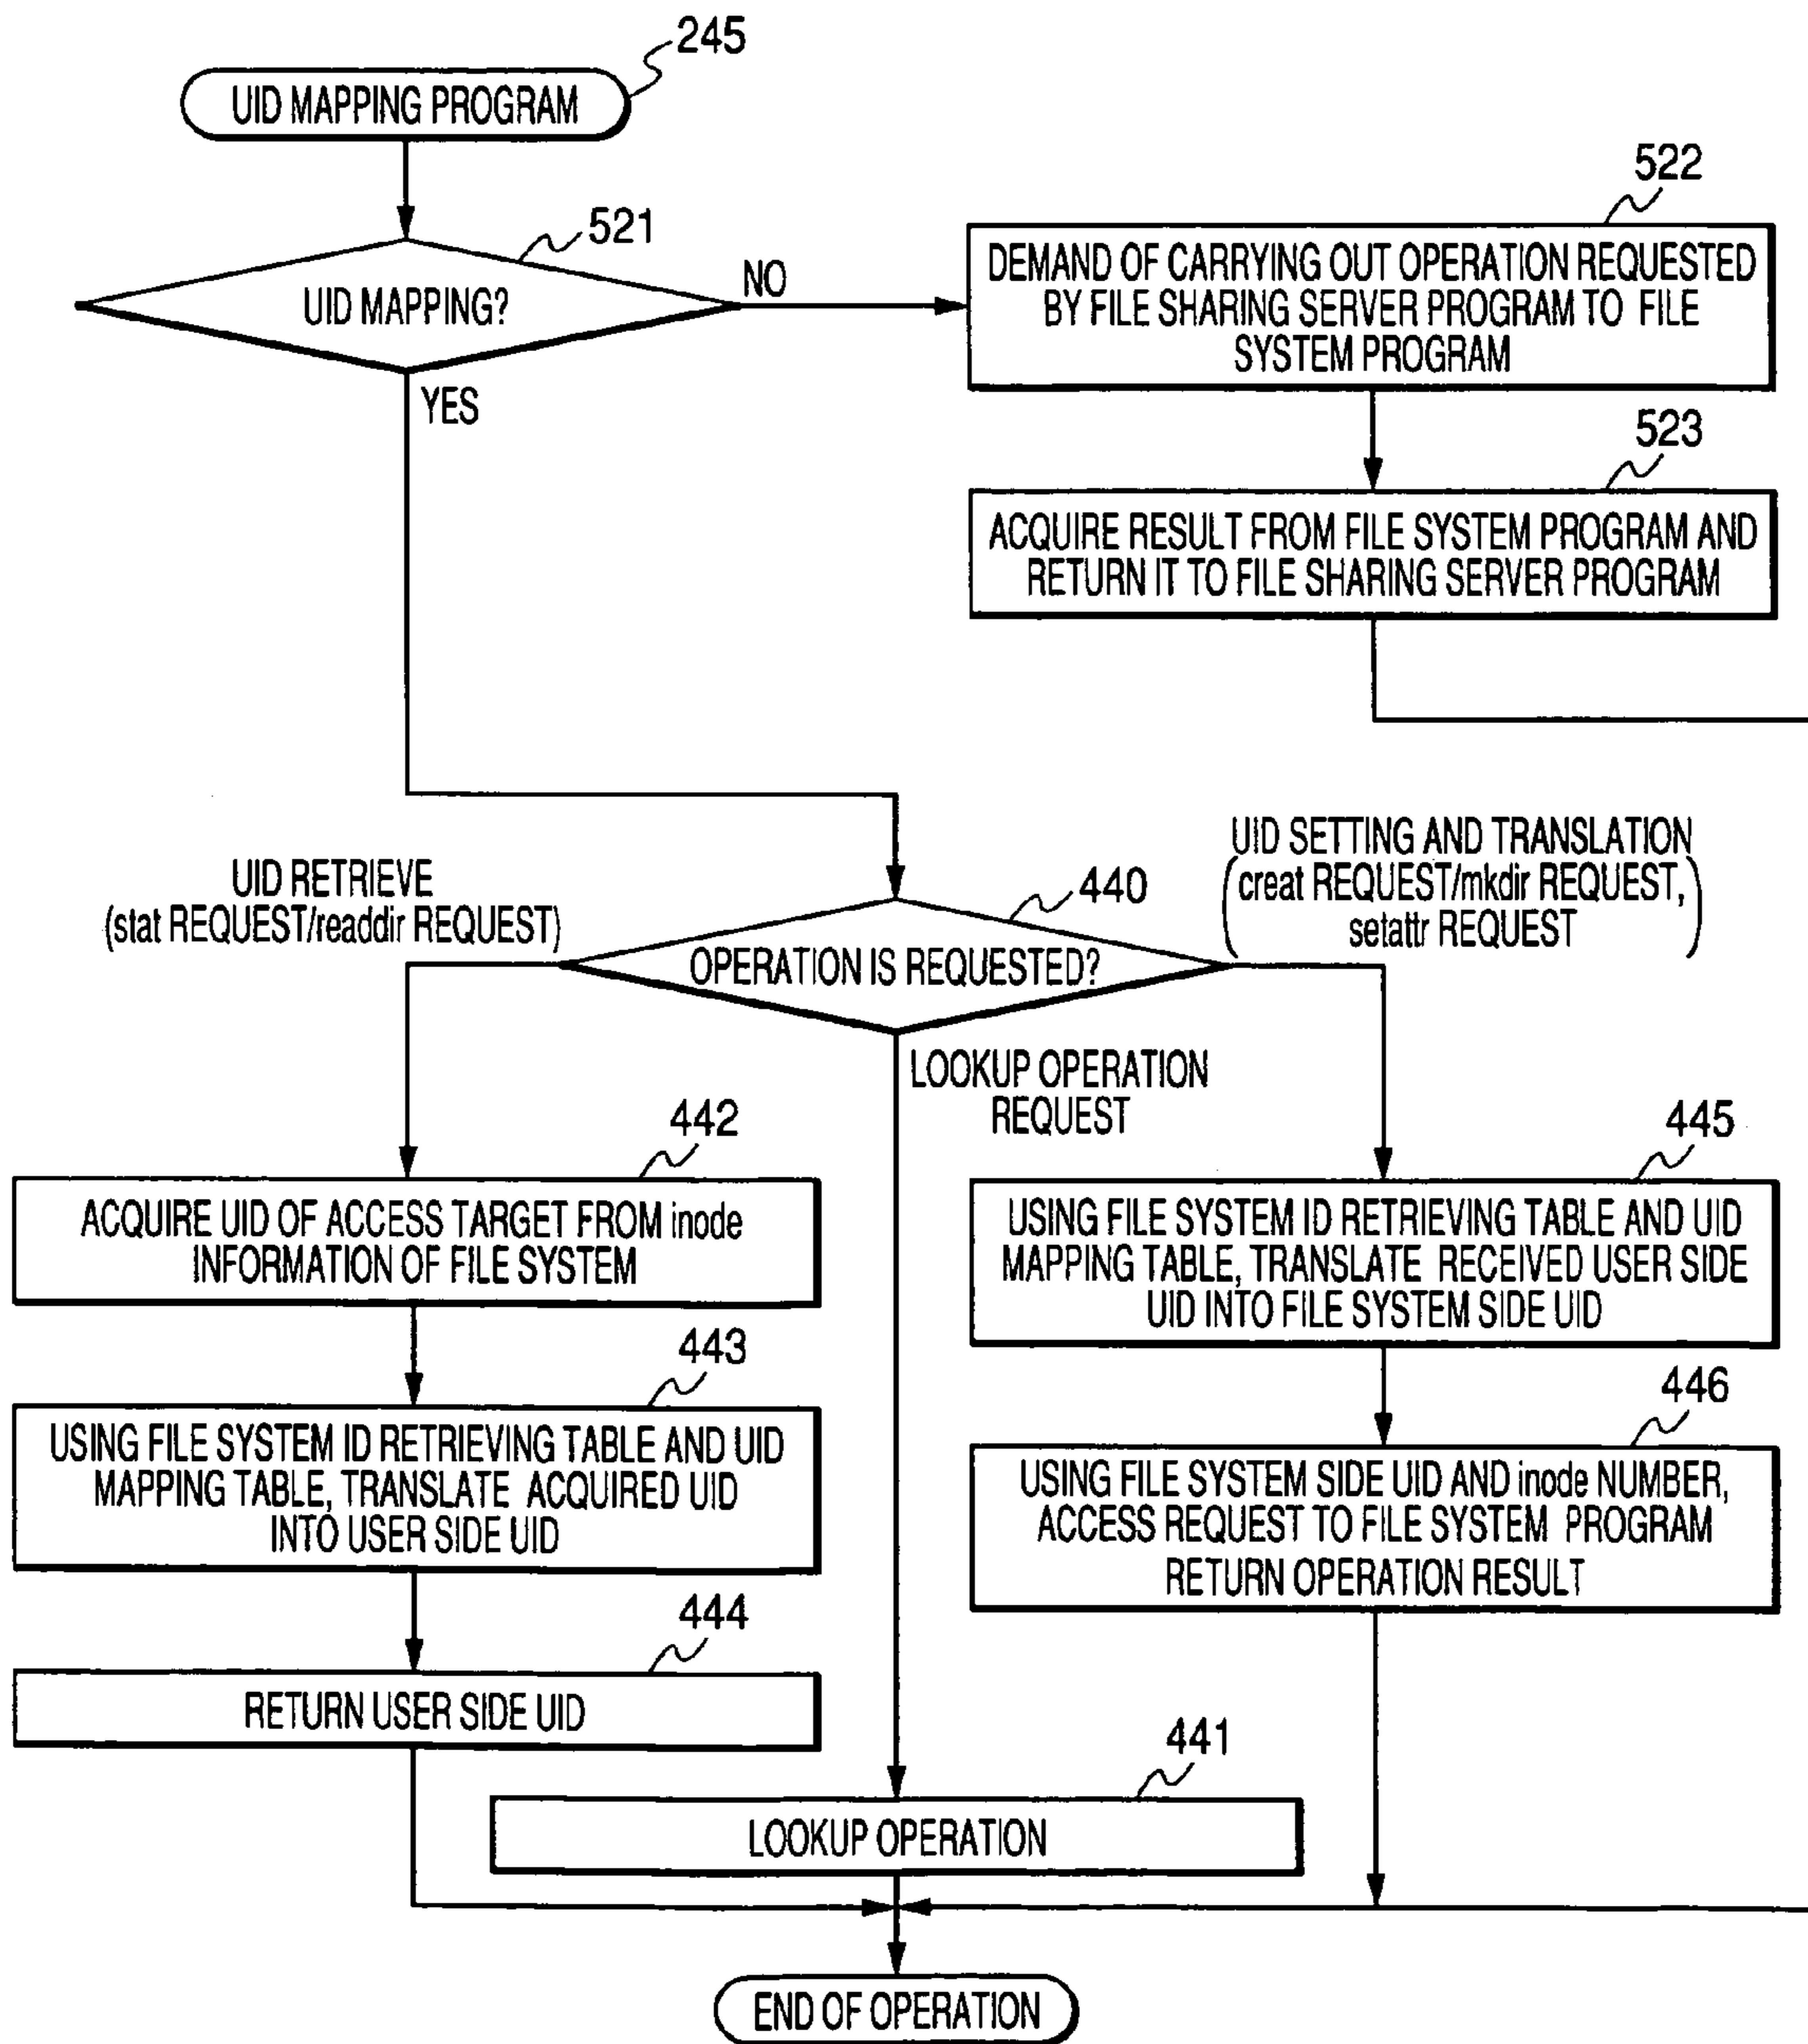 245
UID MAPPING PROGRAM
521
UID MAPPING?
NO
YES
522
DEMAND OF CARRYING OUT OPERATION REQUESTED
BY FILE SHARING SERVER PROGRAM TO FILE
SYSTEM PROGRAM
523
ACQUIRE RESULT FROM FILE SYSTEM PROGRAM AND
RETURN IT TO FILE SHARING SERVER PROGRAM
UID RETRIEVE
(stat REQUEST/readdir REQUEST)
440
OPERATION IS REQUESTED?
UID SETTING AND TRANSLATION
(creat REQUEST/mkdir REQUEST,
setattr REQUEST)
LOOKUP OPERATION
REQUEST
442
ACQUIRE UID OF ACCESS TARGET FROM inode
INFORMATION OF FILE SYSTEM
443
USING FILE SYSTEM ID RETRIEVING TABLE AND UID
MAPPING TABLE, TRANSLATE ACQUIRED UID
INTO USER SIDE UID
444
RETURN USER SIDE UID
445
USING FILE SYSTEM ID RETRIEVING TABLE AND UID
MAPPING TABLE, TRANSLATE RECEIVED USER SIDE
UID INTO FILE SYSTEM SIDE UID
446
USING FILE SYSTEM SIDE UID AND inode NUMBER,
ACCESS REQUEST TO FILE SYSTEM PROGRAM
RETURN OPERATION RESULT
441
LOOKUP OPERATION
END OF OPERATION